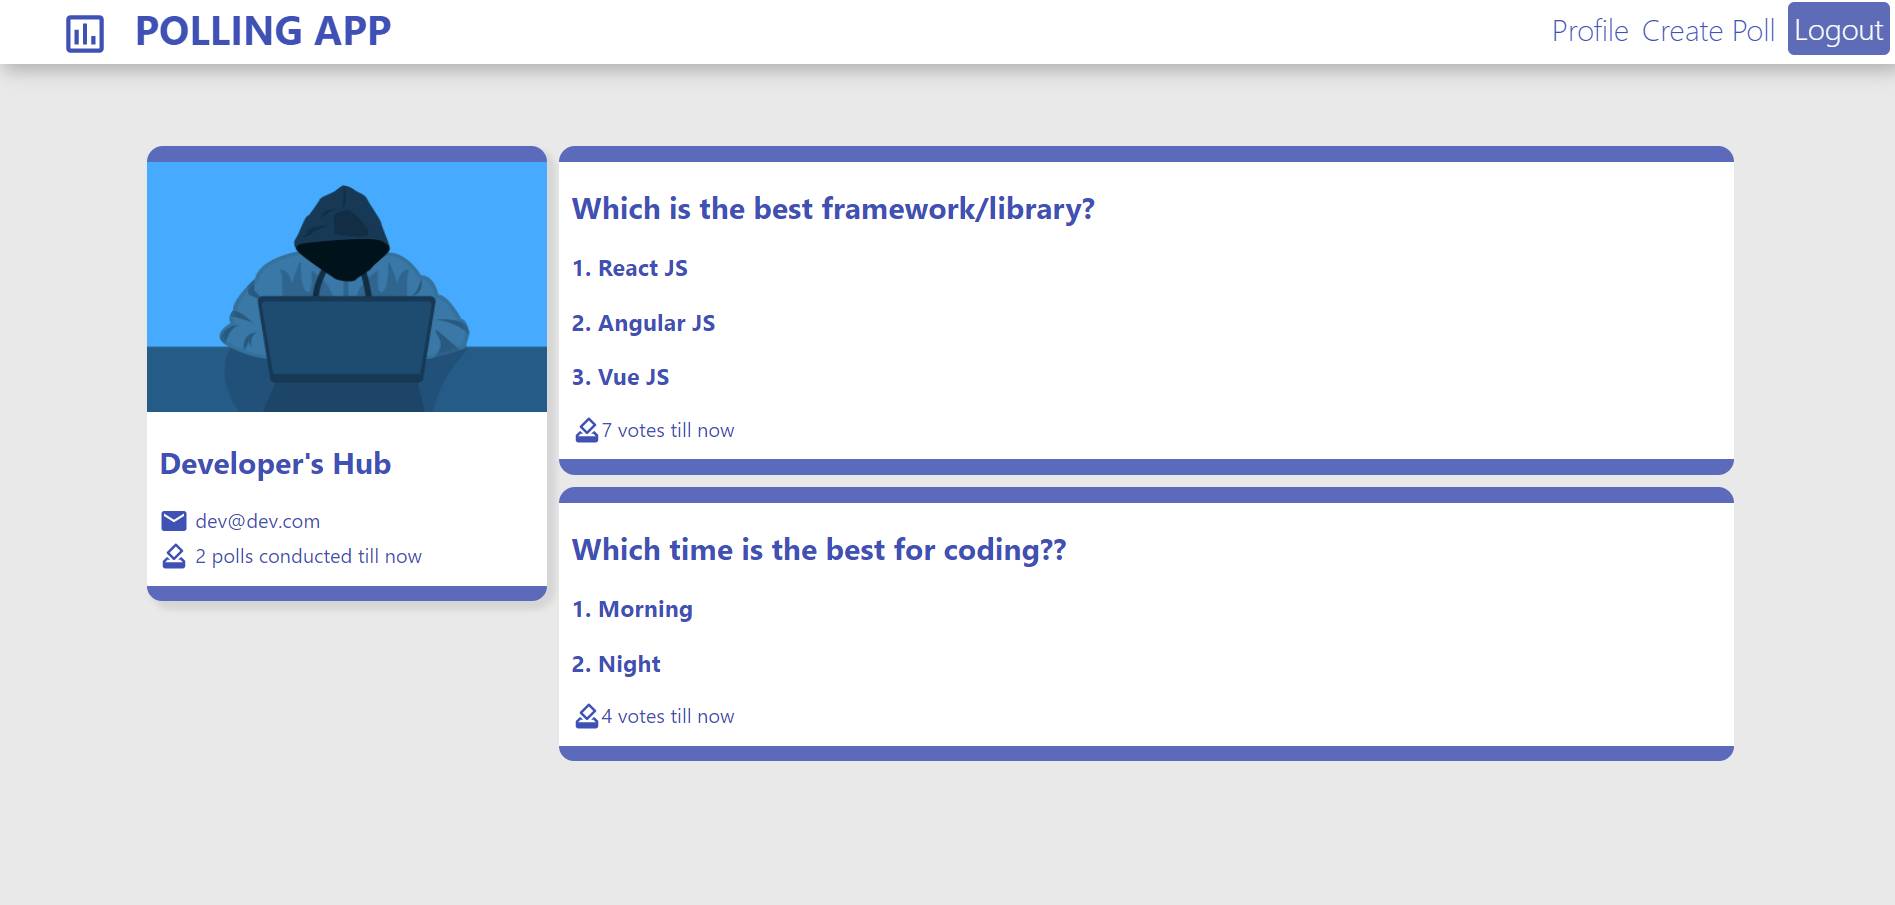 POLLING APP
Profile Create Poll Logout
Developer's Hub
dev@dev.com
2 polls conducted till now
Which is the best framework/library?
1. React JS
2. Angular JS
3. Vue JS
7 votes till now
Which time is the best for coding??
1. Morning
2. Night
4 votes till now